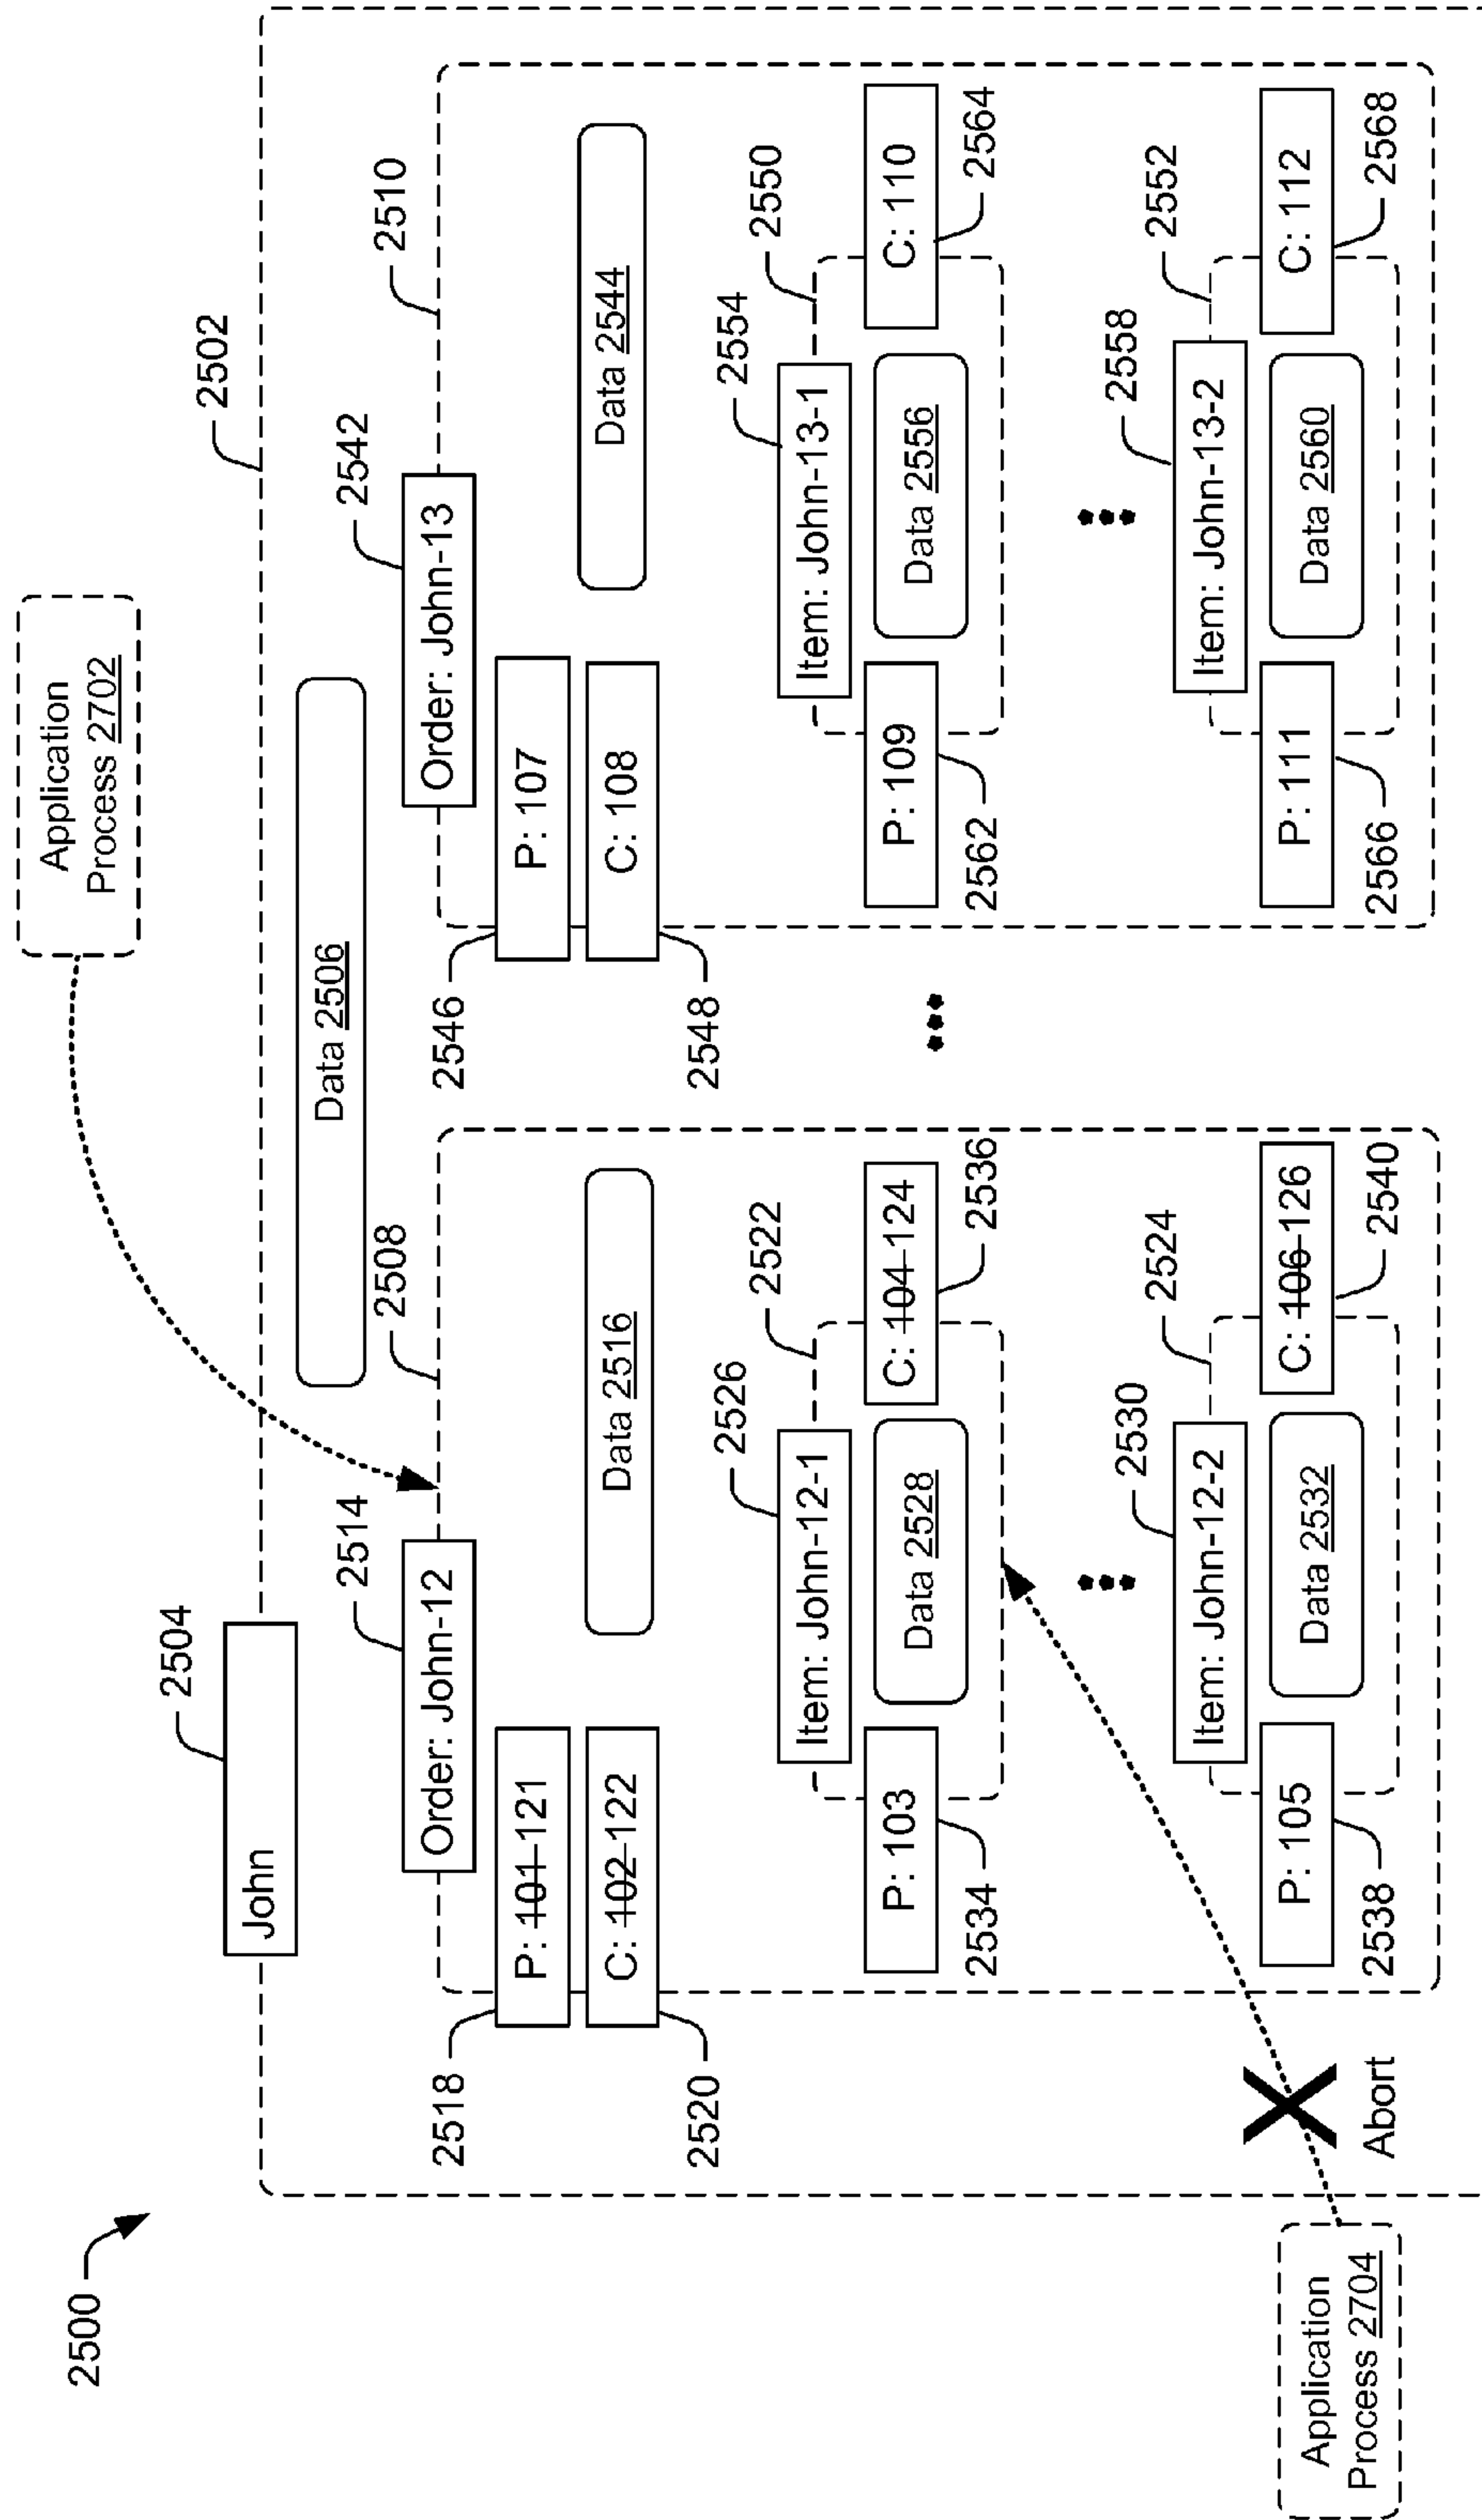 2500
Application
Process 2702
2502
2504
John
Data 2506
2508
2510
2514
Order: John-12
2542
Order: John-13
2518
P: 101 121
2520
C: 102 122
Data 2516
2546
P: 107
2548
C: 108
Data 2544
2522
2526
Item: John-12-1
P: 103
2534
Data 2528
C: 104 124
2536
2524
2530
Item: John-12-2
P: 105
2538
Data 2532
C: 106 126
2540
2550
2554
Item: John-13-1
P: 109
2562
Data 2556
C: 110
2564
2552
2558
Item: John-13-2
P: 111
2566
Data 2560
C: 112
2568
Application
Process 2704
X
Abort